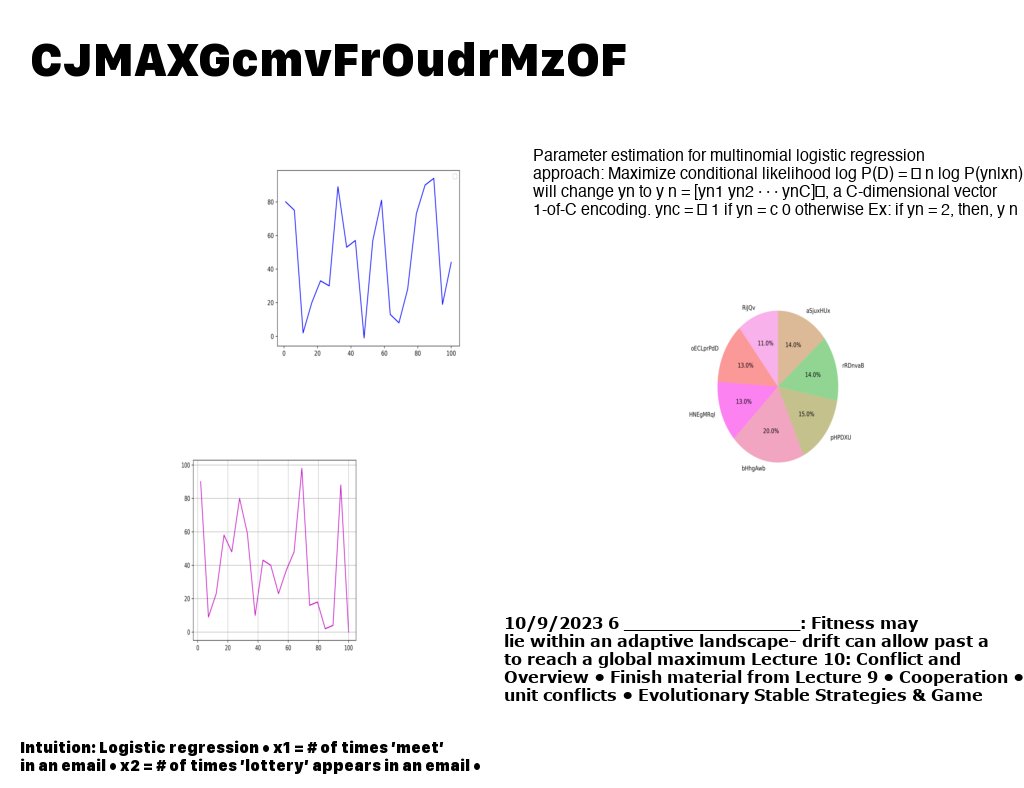 CJMAXGcmvFrOudrMzOF
Parameter estimation for multinomial logistic regression
approach: Maximize conditional likelihood log P(D) = □ n log P(yn|xn)
will change yn to y n = [yn1 yn2 · · · ynC]□, a C-dimensional vector
1-of-C encoding. ync = □ 1 if yn = c 0 otherwise Ex: if yn = 2, then, y n
80
60
40
20
0
0 20 40 60 80 100
RiJQv
aSjuxHUx
oECLprPdD
rRDnvaB
HNEgMRqI
pHPDXU
bHhgAwb
11.0%
14.0%
13.0%
14.0%
13.0%
15.0%
20.0%
100
80
60
40
20
0
0 20 40 60 80 100
10/9/2023 6 ___________________: Fitness may
lie within an adaptive landscape– drift can allow past a
to reach a global maximum Lecture 10: Conflict and
Overview • Finish material from Lecture 9 • Cooperation •
unit conflicts • Evolutionary Stable Strategies & Game
Intuition: Logistic regression • x1 = # of times 'meet'
in an email • x2 = # of times 'lottery' appears in an email •